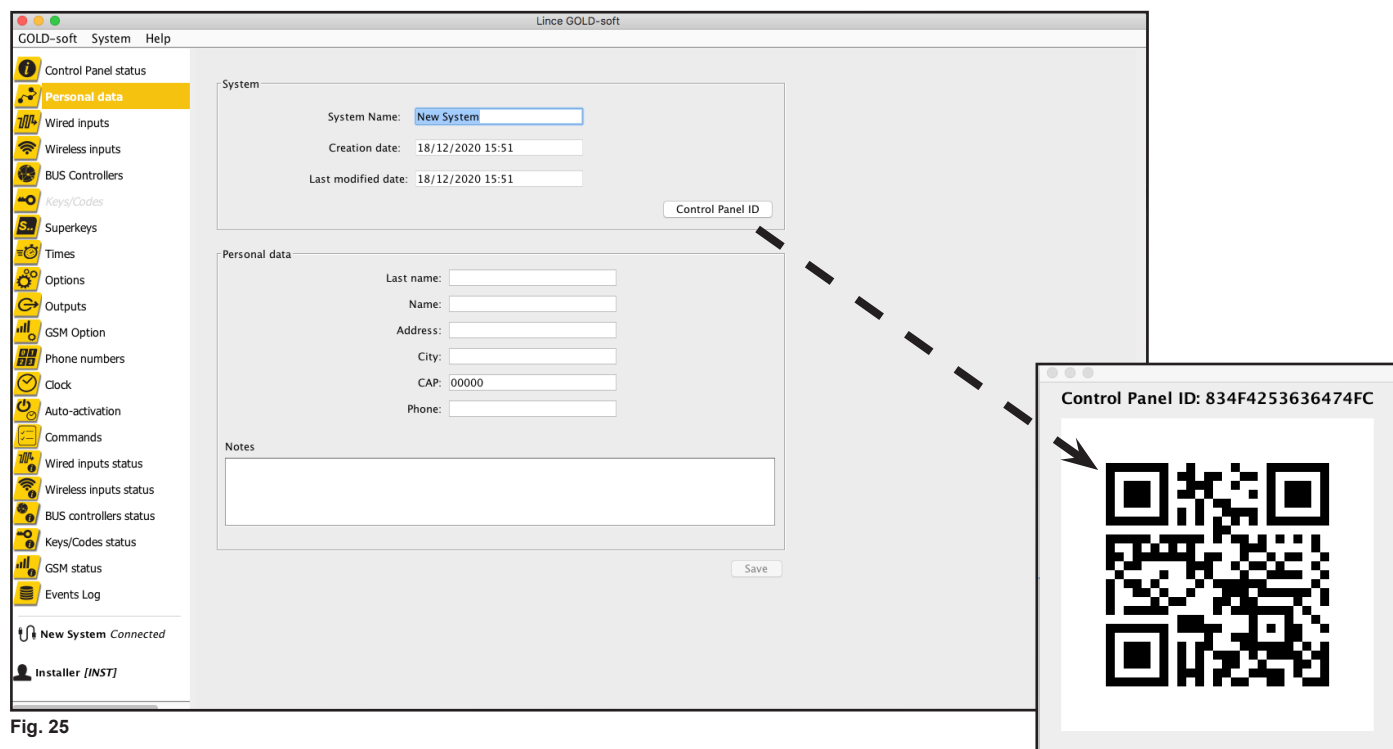 Lince GOLD-soft
GOLD-soft System Help
Control Panel status
Personal data
Wired inputs
Wireless inputs
BUS Controllers
Keys/Codes
Superkeys
Times
Options
Outputs
GSM Option
Phone numbers
Clock
Auto-activation
Commands
Wired inputs status
Wireless inputs status
BUS controllers status
Keys/Codes status
GSM status
Events Log
New System Connected
Installer [INST]
System
System Name: New System
Creation date: 18/12/2020 15:51
Last modified date: 18/12/2020 15:51
Control Panel ID
Personal data
Last name:
Name:
Address:
City:
CAP: 00000
Phone:
Notes
Save
Control Panel ID: 834F4253636474FC
Fig. 25